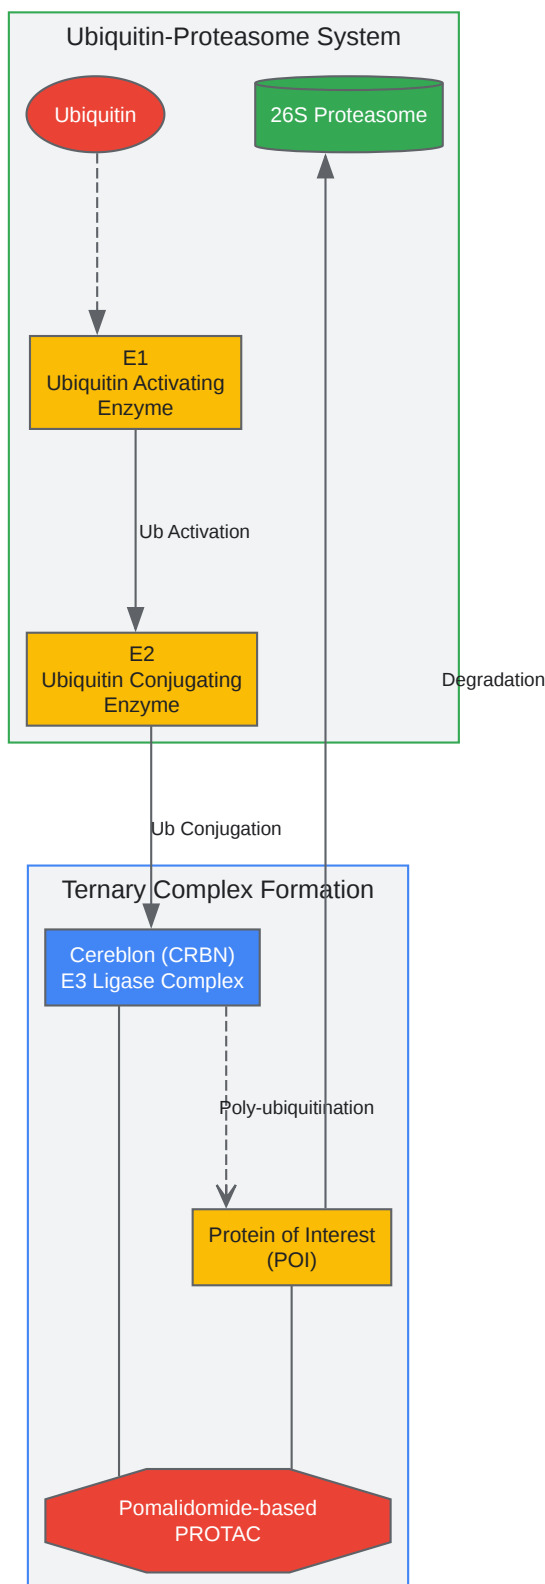 Ubiquitin-Proteasome System
Ubiquitin
26S Proteasome
E1
Ubiquitin Activating
Enzyme
Ub Activation
E2
Ubiquitin Conjugating
Enzyme
Degradation
Ub Conjugation
Ternary Complex Formation
Cereblon (CRBN)
E3 Ligase Complex
Poly-ubiquitination
Protein of Interest
(POI)
Pomalidomide-based
PROTAC